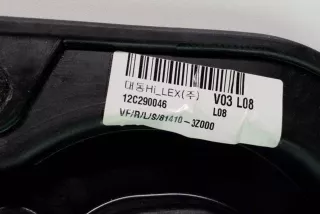 대동Hi_LEX(주) V03 L08
12C290046 L08
VF/R/L/S/81410-3Z000